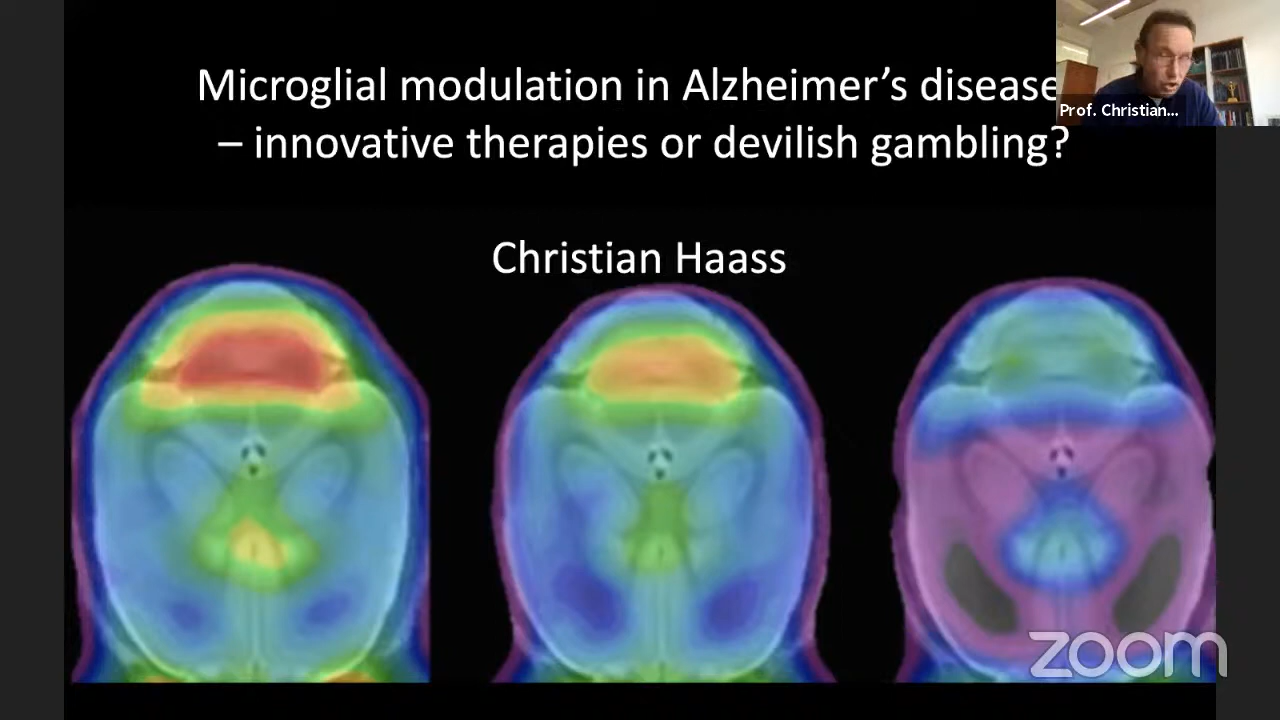 Microglial modulation in Alzheimer’s disease
– innovative therapies or devilish gambling?
Prof. Christian...
Christian Haass
zoom